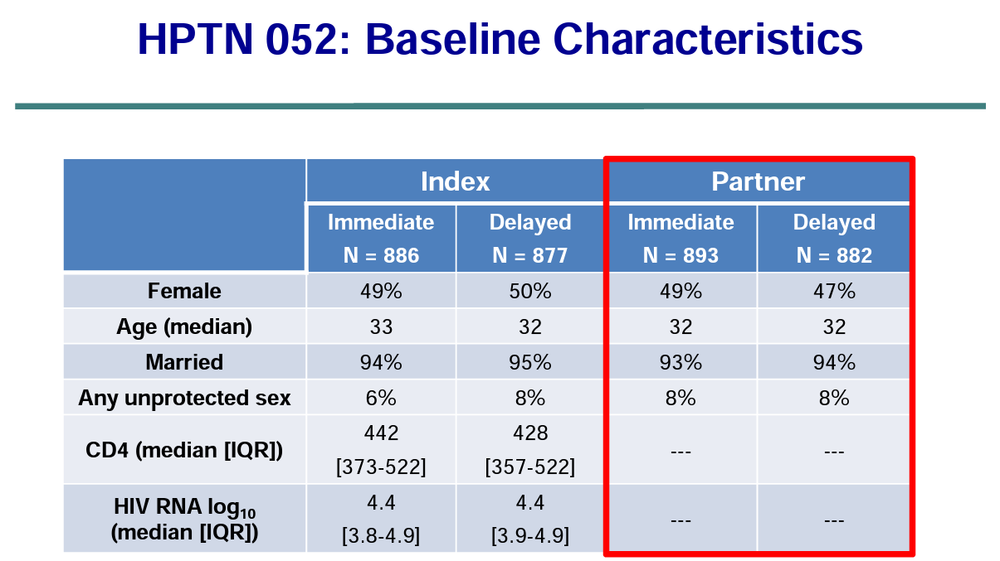 HPTN 052: Baseline Characteristics
Index Partner
Immediate Delayed Immediate Delayed
N = 886 N = 877 N = 893 N = 882
Female 49% 50% 49% 47%
Age (median) 33 32 32 32
Married 94% 95% 93% 94%
Any unprotected sex 6% 8% 8% 8%
CD4 (median [IQR]) 442 428 --- ---
[373-522] [357-522]
HIV RNA log₁₀ 4.4 4.4 --- ---
(median [IQR]) [3.8-4.9] [3.9-4.9]